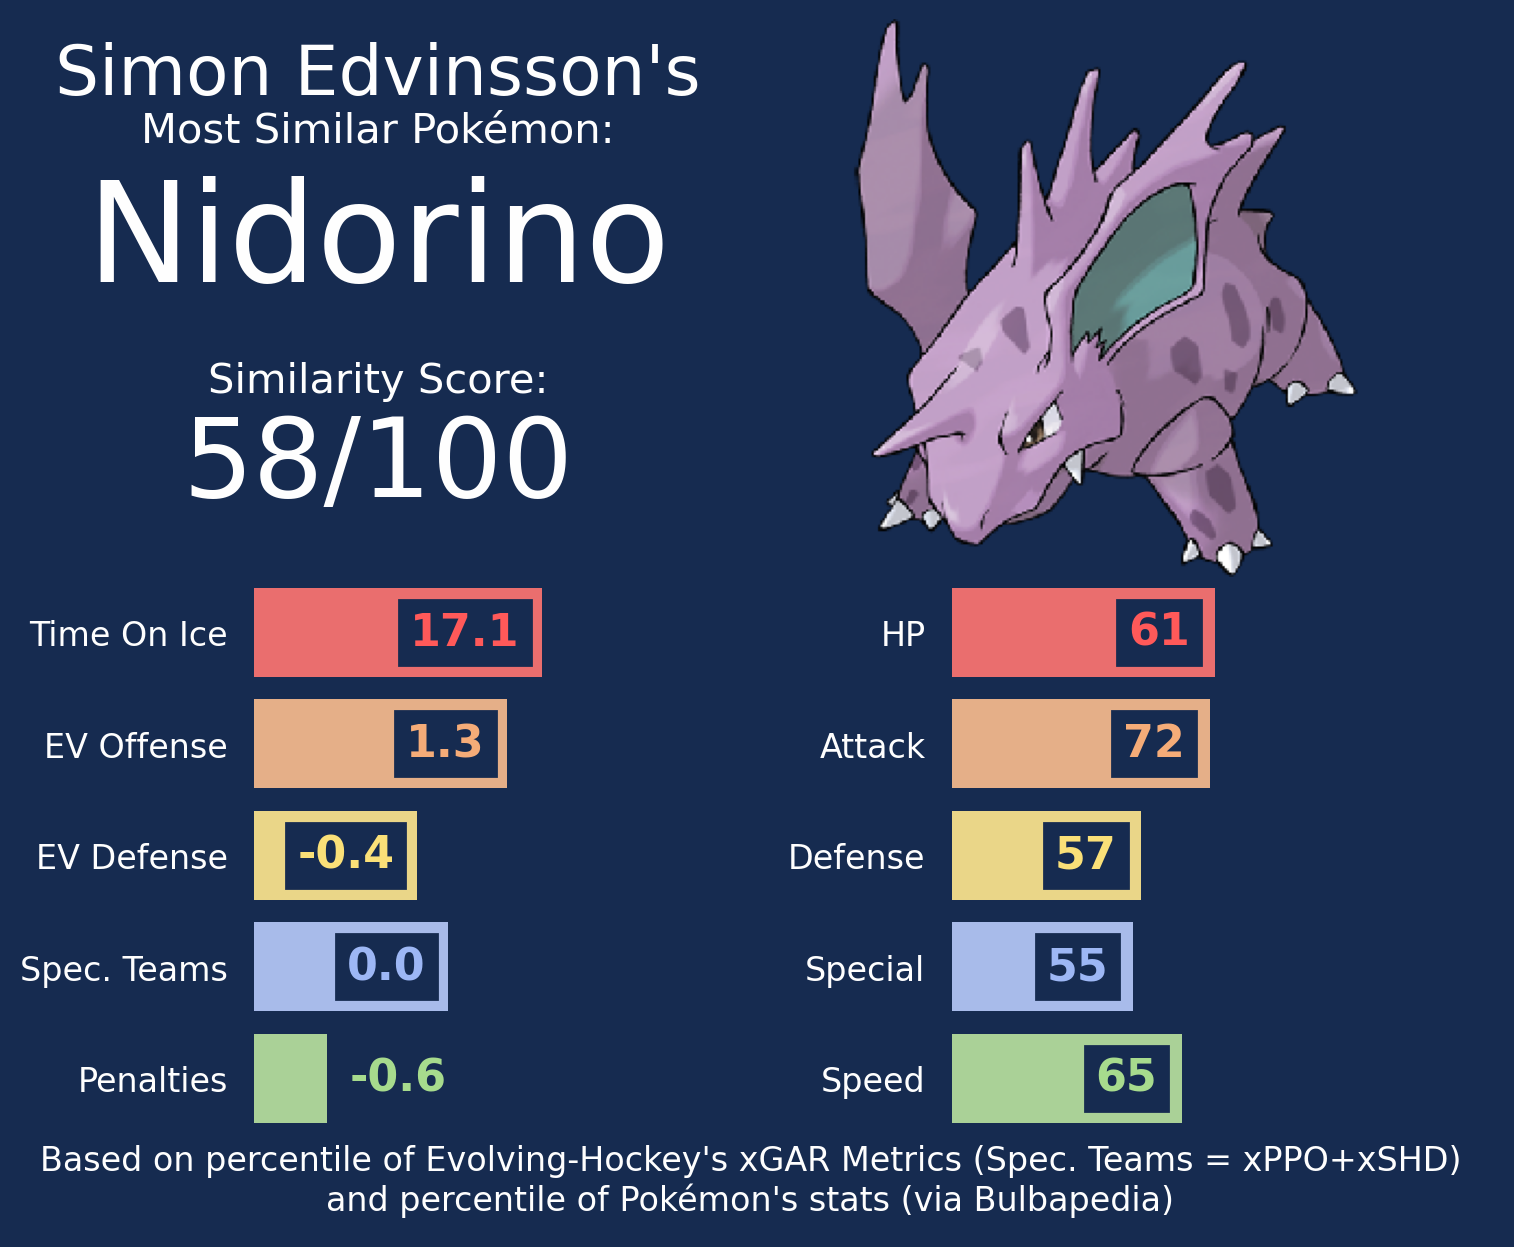 Simon Edvinsson's
Most Similar Pokémon:
Nidorino
Similarity Score:
58/100
Time On Ice 17.1
EV Offense 1.3
EV Defense -0.4
Spec. Teams 0.0
Penalties -0.6
HP 61
Attack 72
Defense 57
Special 55
Speed 65
Based on percentile of Evolving-Hockey's xGAR Metrics (Spec. Teams = xPPO+xSHD)
and percentile of Pokémon's stats (via Bulbapedia)